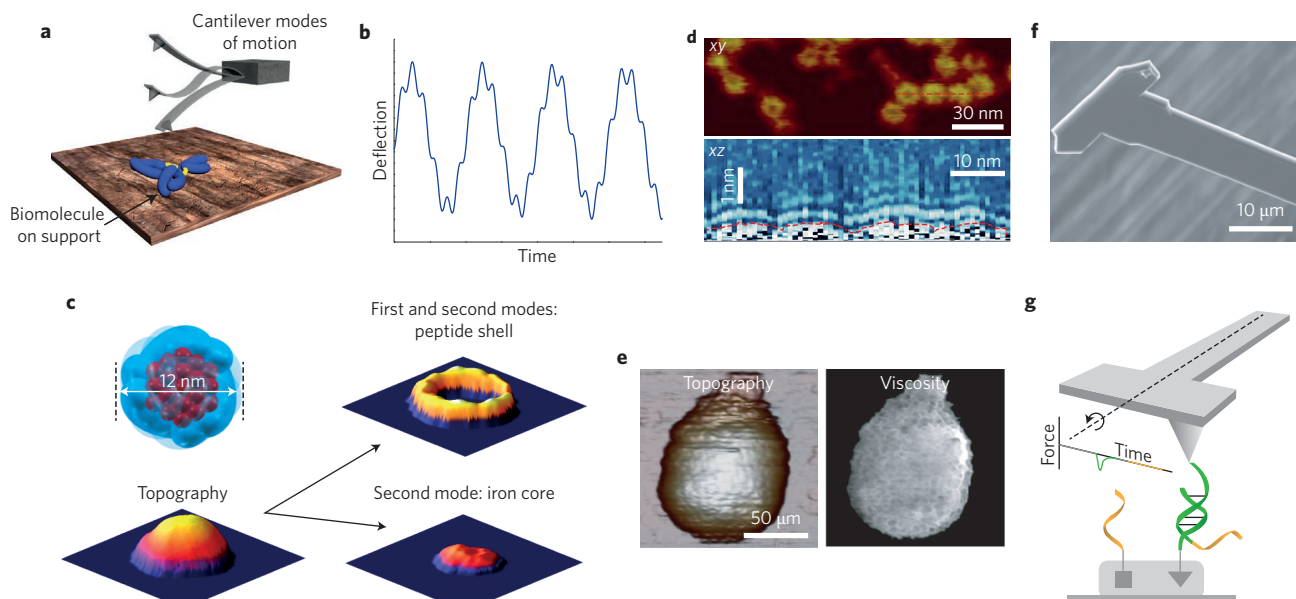 a
Cantilever modes
of motion
Biomolecule
on support
b
Deflection
Time
c
12 nm
Topography
First and second modes:
peptide shell
Second mode: iron core
d
xy
30 nm
xz
1 nm
10 nm
e
Topography
50 μm
Viscosity
f
10 μm
g
Force
Time